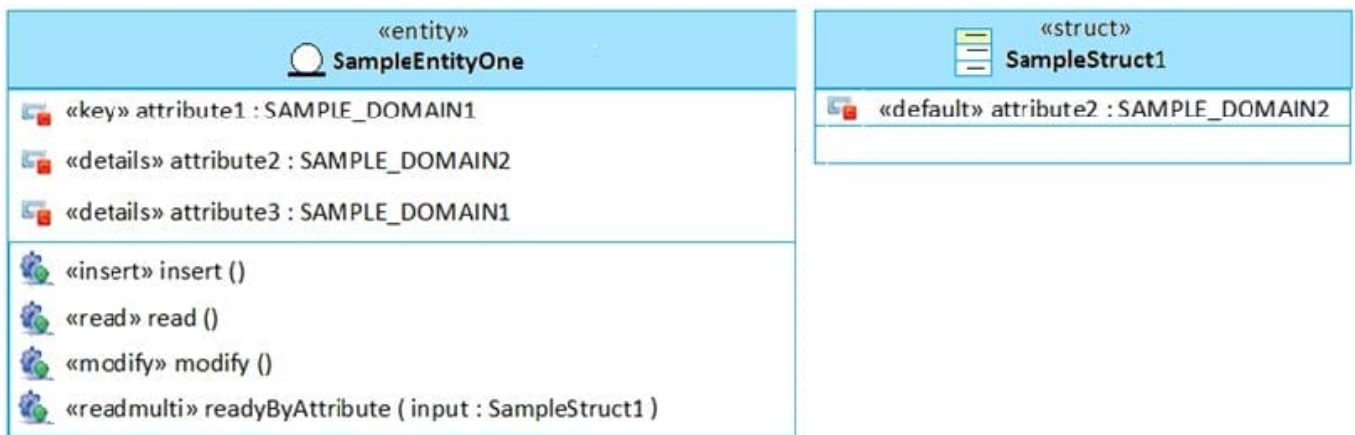 «entity»
SampleEntityOne
«key» attribute1 : SAMPLE_DOMAIN1
«details» attribute2 : SAMPLE_DOMAIN2
«details» attribute3 : SAMPLE_DOMAIN1
«insert» insert ()
«read» read ()
«modify» modify ()
«readmulti» readyByAttribute ( input : SampleStruct1 )
«struct»
SampleStruct1
«default» attribute2 : SAMPLE_DOMAIN2